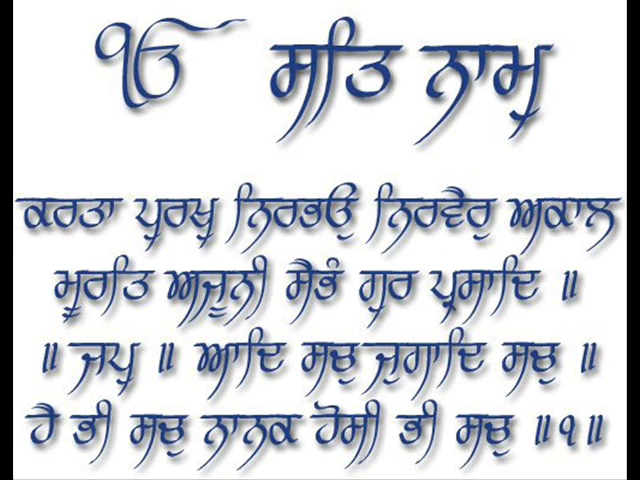 ੴ ਸਤਿ ਨਾਮੁ
ਕਰਤਾ ਪੁਰਖੁ ਨਿਰਭਉ ਨਿਰਵੈਰੁ ਅਕਾਲ
ਮੂਰਤਿ ਅਜੂਨੀ ਸੈਭੰ ਗੁਰ ਪ੍ਰਸਾਦਿ ॥
॥ ਜਪੁ ॥ ਆਦਿ ਸਚੁ ਜੁਗਾਦਿ ਸਚੁ ॥
ਹੈ ਭੀ ਸਚੁ ਨਾਨਕ ਹੋਸੀ ਭੀ ਸਚੁ ॥੧॥